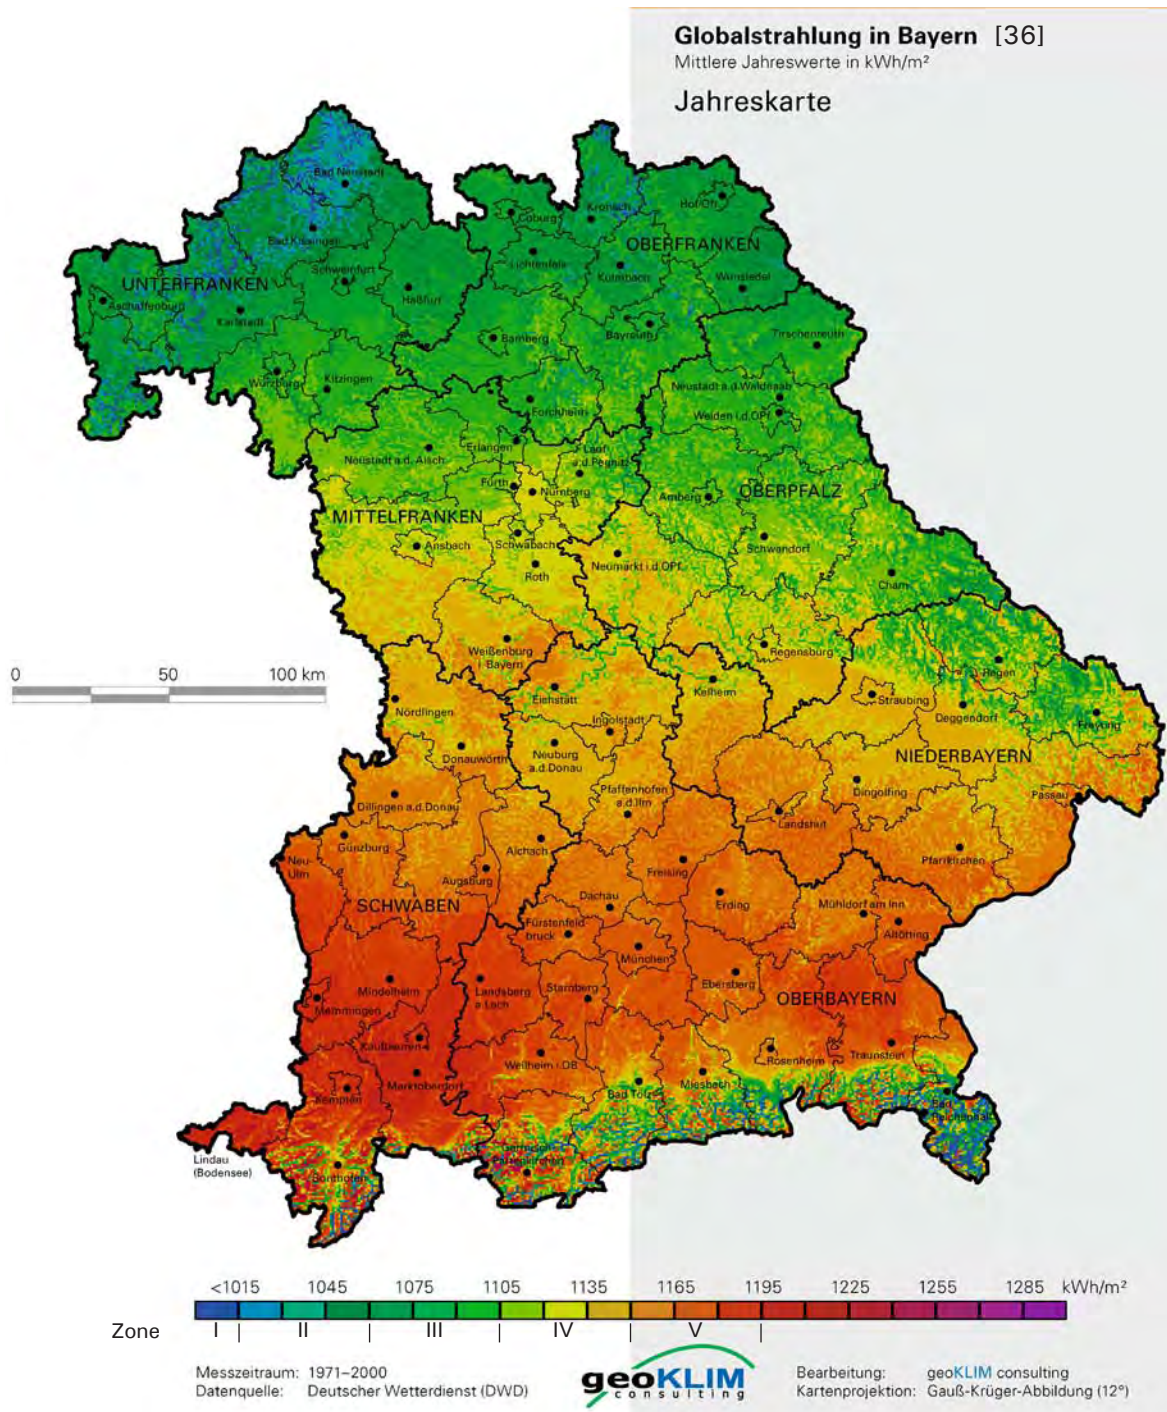 Globalstrahlung in Bayern [36]
Mittlere Jahreswerte in kWh/m²
Jahreskarte
Bad Neustadt
Coburg
Kronach
Hof/Ofr.
Bad Kissingen
OBERFRANKEN
Lichtenfels
Kulmbach
Wunsiedel
UNTERFRANKEN
Schweinfurt
Haßfurt
Aschaffenburg
Karlstadt
Bamberg
Bayreuth
Tirschenreuth
Würzburg
Kitzingen
Neustadt a.d.Waldnaab
Forchheim
Weiden i.d.OPf.
Erlangen
Lauf
a.d.Pegnitz
Neustadt a.d. Aisch
Fürth
Nürnberg
Amberg
OBERPFALZ
MITTELFRANKEN
Ansbach
Schwabach
Schwandorf
Neumarkt i.d.OPf.
Roth
Cham
Weißenburg
i. Bayern
Regensburg
0 50 100 km
Regen
Kelheim
Eichstätt
Straubing
Nördlingen
Deggendorf
Freyung
Ingolstadt
Donauwörth
Neuburg
a.d.Donau
NIEDERBAYERN
Dingolfing
Pfaffenhofen
a.d.Ilm
Passau
Dillingen a.d.Donau
Landshut
Günzburg
Aichach
Pfarrkirchen
Neu-
Ulm
Freising
Augsburg
Dachau
Erding
Mühldorf am Inn
SCHWABEN
Fürstenfeld
bruck
Altötting
München
Ebersberg
Mindelheim
Landsberg
a.Lech
Starnberg
OBERBAYERN
Memmingen
Kaufbeuren
Weilheim i.OB
Rosenheim
Traunstein
Marktoberdorf
Miesbach
Kempten
Bad Tölz
Bad
Reichenhall
Lindau
(Bodensee)
Garmisch-
Partenkirchen
Sonthofen
<1015 1045 1075 1105 1135 1165 1195 1225 1255 1285 kWh/m²
Zone I | II | III | IV | V |
Messzeitraum: 1971–2000
Datenquelle: Deutscher Wetterdienst (DWD)
geoKLIM
consulting
Bearbeitung: geoKLIM consulting
Kartenprojektion: Gauß-Krüger-Abbildung (12°)